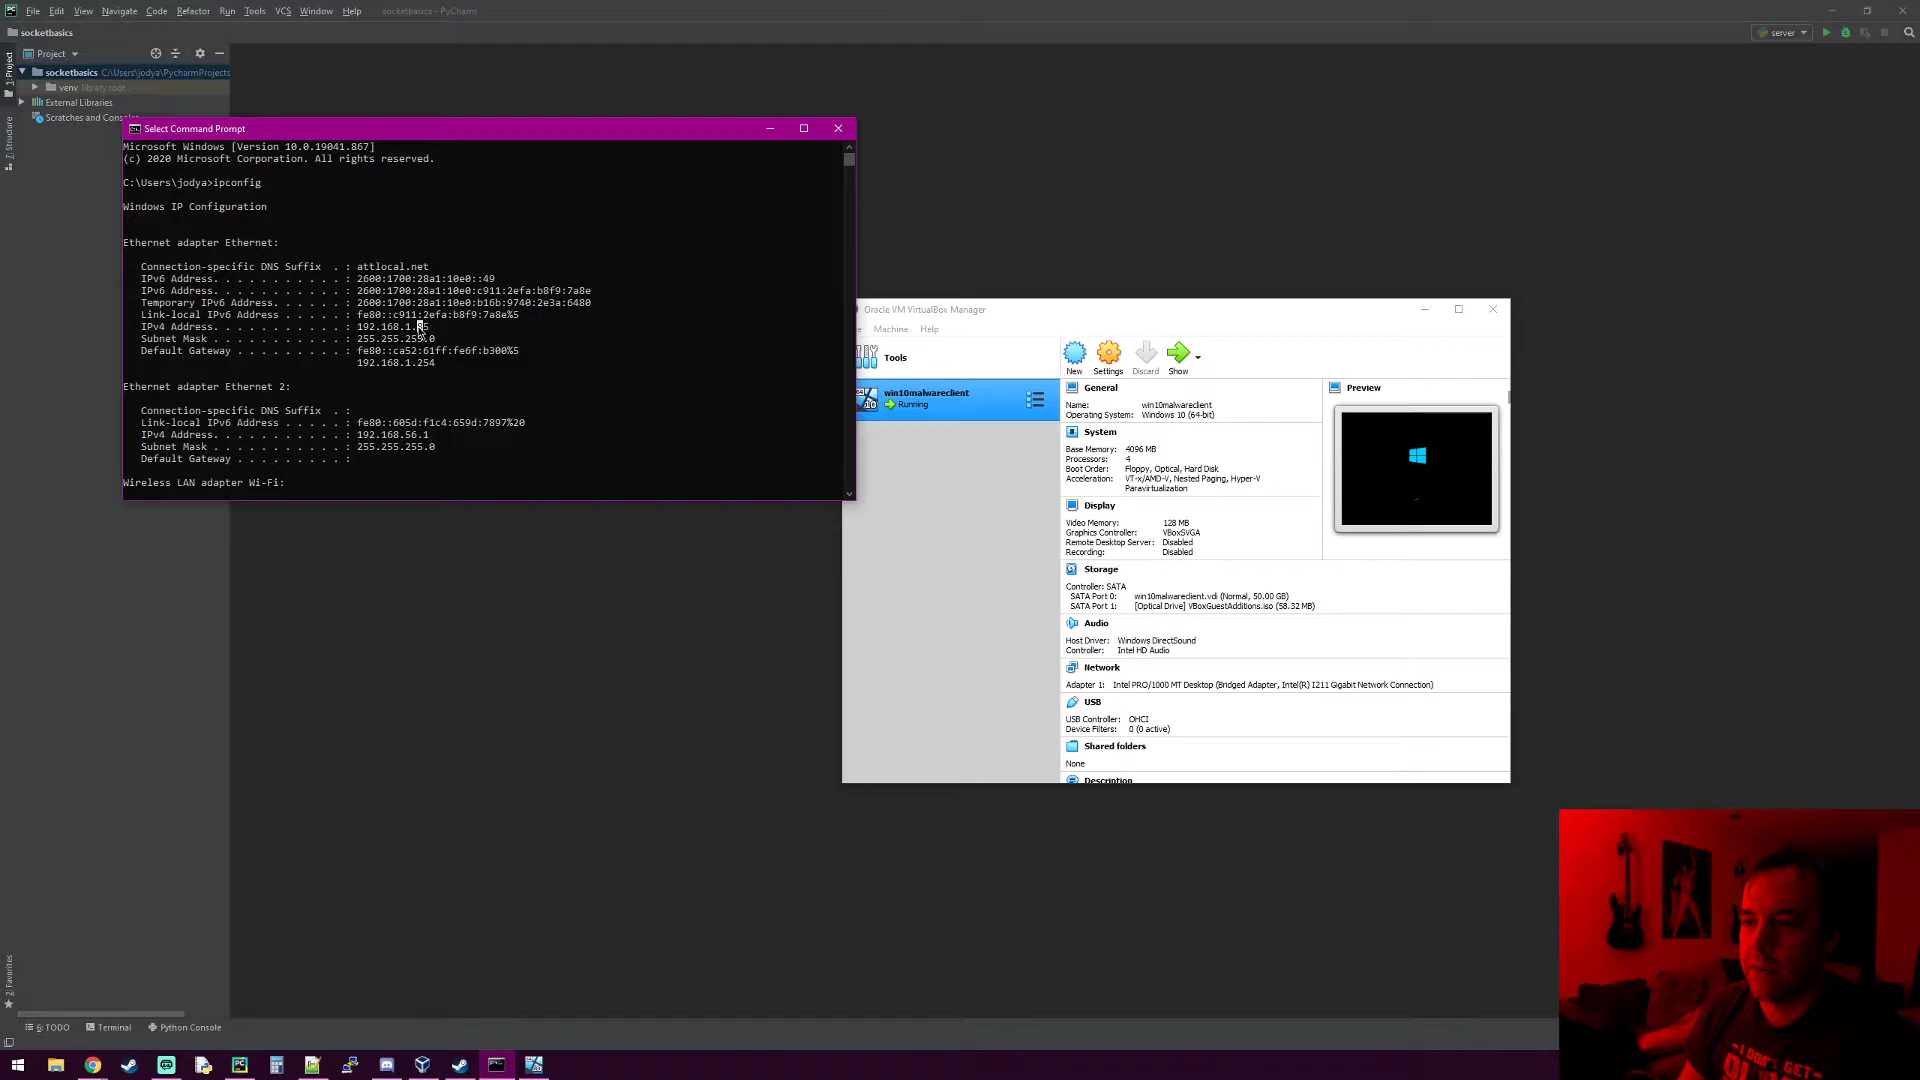 File Edit View Navigate Code Refactor Run Tools VCS Window Help socketbasics - PyCharm
socketbasics
server
Project
socketbasics C:\Users\jodya\PycharmProjects
venv library root
External Libraries
Scratches and Conso
1: Project
7: Structure
2: Favorites
Select Command Prompt
Microsoft Windows [Version 10.0.19041.867]
(c) 2020 Microsoft Corporation. All rights reserved.
C:\Users\jodya>ipconfig
Windows IP Configuration
Ethernet adapter Ethernet:
Connection-specific DNS Suffix . : attlocal.net
IPv6 Address. . . . . . . . . . . : 2600:1700:28a1:10e0::49
IPv6 Address. . . . . . . . . . . : 2600:1700:28a1:10e0:c911:2efa:b8f9:7a8e
Temporary IPv6 Address. . . . . . : 2600:1700:28a1:10e0:b16b:9740:2e3a:6480
Link-local IPv6 Address . . . . . : fe80::c911:2efa:b8f9:7a8e%5
IPv4 Address. . . . . . . . . . . :
Subnet Mask . . . . . . . . . . . : 255.255.255.0
Default Gateway . . . . . . . . . : fe80::ca52:61ff:fe6f:b300%5
192.168.1.254
Ethernet adapter Ethernet 2:
Connection-specific DNS Suffix . :
Link-local IPv6 Address . . . . . : fe80::605d:f1c4:659d:7897%20
IPv4 Address. . . . . . . . . . . : 192.168.56.1
Subnet Mask . . . . . . . . . . . : 255.255.255.0
Default Gateway . . . . . . . . . :
Wireless LAN adapter Wi-Fi:
Oracle VM VirtualBox Manager
Machine Help
Tools
New Settings Discard Show
win10malwareclient
Running
General
Name: win10malwareclient
Operating System: Windows 10 (64-bit)
System
Base Memory: 4096 MB
Processors: 4
Boot Order: Floppy, Optical, Hard Disk
Acceleration: VT-x/AMD-V, Nested Paging, Hyper-V
Paravirtualization
Display
Video Memory: 128 MB
Graphics Controller: VBoxSVGA
Remote Desktop Server: Disabled
Recording: Disabled
Storage
Controller: SATA
SATA Port 0: win10malwareclient.vdi (Normal, 50.00 GB)
SATA Port 1: [Optical Drive] VBoxGuestAdditions.iso (58.32 MB)
Audio
Host Driver: Windows DirectSound
Controller: Intel HD Audio
Network
Adapter 1: Intel PRO/1000 MT Desktop (Bridged Adapter, Intel(R) I211 Gigabit Network Connection)
USB
USB Controller: OHCI
Device Filters: 0 (0 active)
Shared folders
None
Description
Preview
6: TODO Terminal Python Console
I DON'T GET